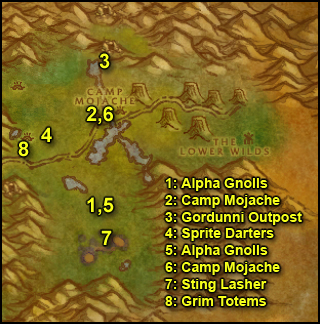 3
CAMP
MOJACHE
2,6
4
8
THE
LOWER WILDS
1,5
7
1: Alpha Gnolls
2: Camp Mojache
3: Gordunni Outpost
4: Sprite Darters
5: Alpha Gnolls
6: Camp Mojache
7: Sting Lasher
8: Grim Totems